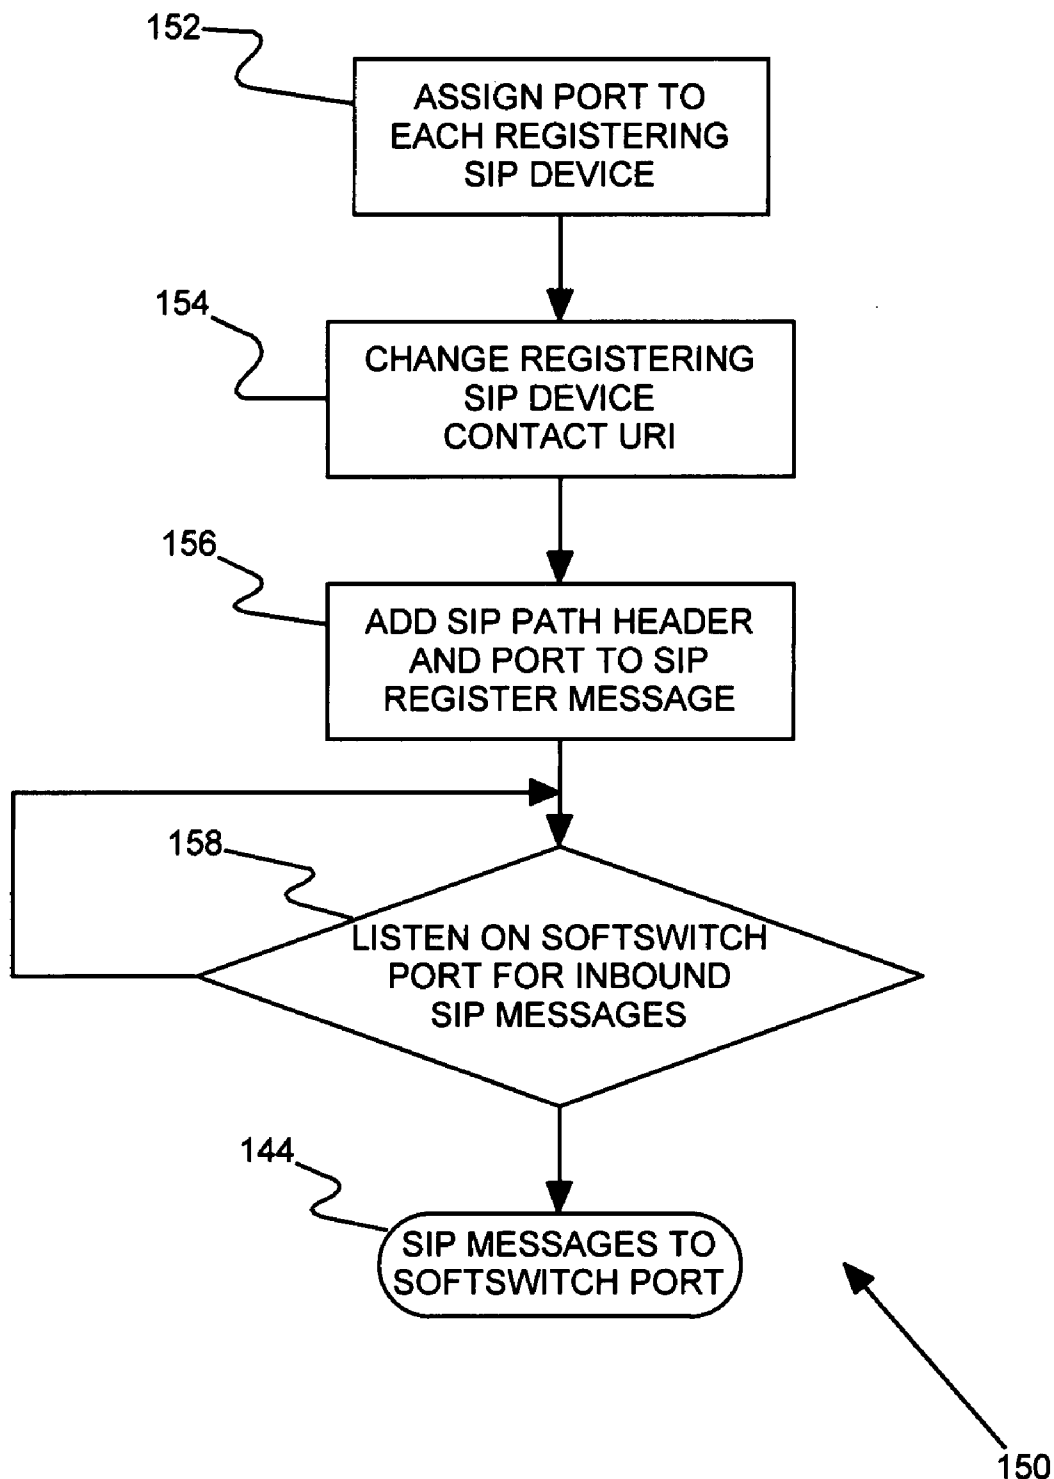 152
ASSIGN PORT TO
EACH REGISTERING
SIP DEVICE
154
CHANGE REGISTERING
SIP DEVICE
CONTACT URI
156
ADD SIP PATH HEADER
AND PORT TO SIP
REGISTER MESSAGE
158
LISTEN ON SOFTSWITCH
PORT FOR INBOUND
SIP MESSAGES
144
SIP MESSAGES TO
SOFTSWITCH PORT
150